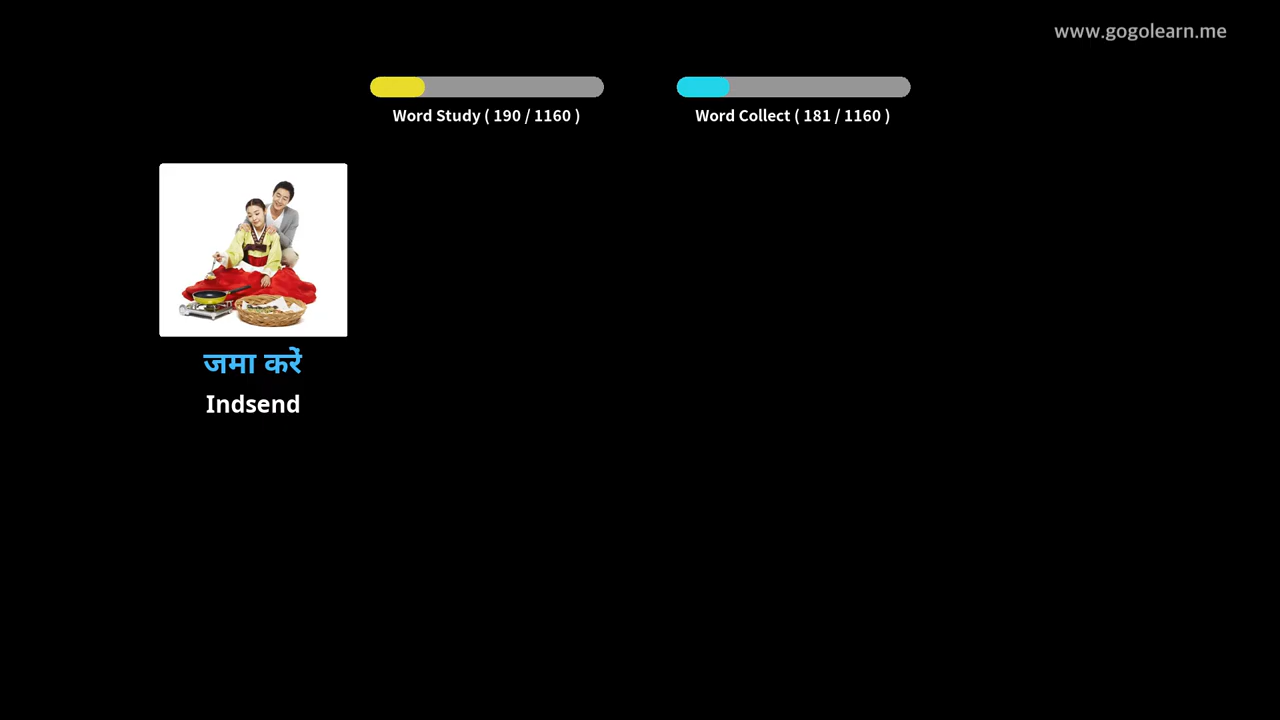 www.gogolearn.me
Word Study ( 190 / 1160 )
Word Collect ( 181 / 1160 )
जमा करें
Indsend